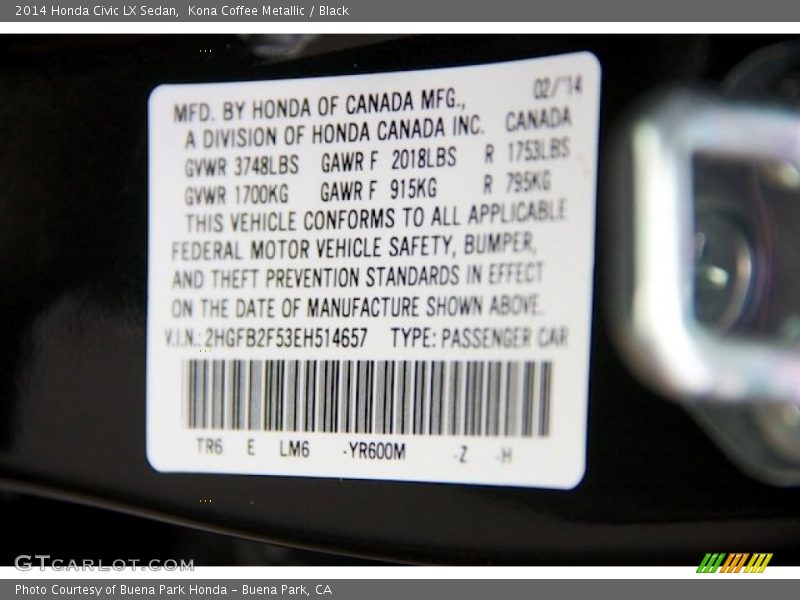 2014 Honda Civic LX Sedan, Kona Coffee Metallic / Black
02/'14
MFD. BY HONDA OF CANADA MFG.,
A DIVISION OF HONDA CANADA INC. CANADA
GVWR 3748LBS GAWR F 2018LBS R 1753LBS
GVWR 1700KG GAWR F 915KG R 795KG
THIS VEHICLE CONFORMS TO ALL APPLICABLE
FEDERAL MOTOR VEHICLE SAFETY, BUMPER,
AND THEFT PREVENTION STANDARDS IN EFFECT
ON THE DATE OF MANUFACTURE SHOWN ABOVE.
V.I.N.: 2HGFB2F53EH514657 TYPE: PASSENGER CAR
TR6 E LM6 -YR600M -Z -H
GTCARLOT.COM
Photo Courtesy of Buena Park Honda - Buena Park, CA